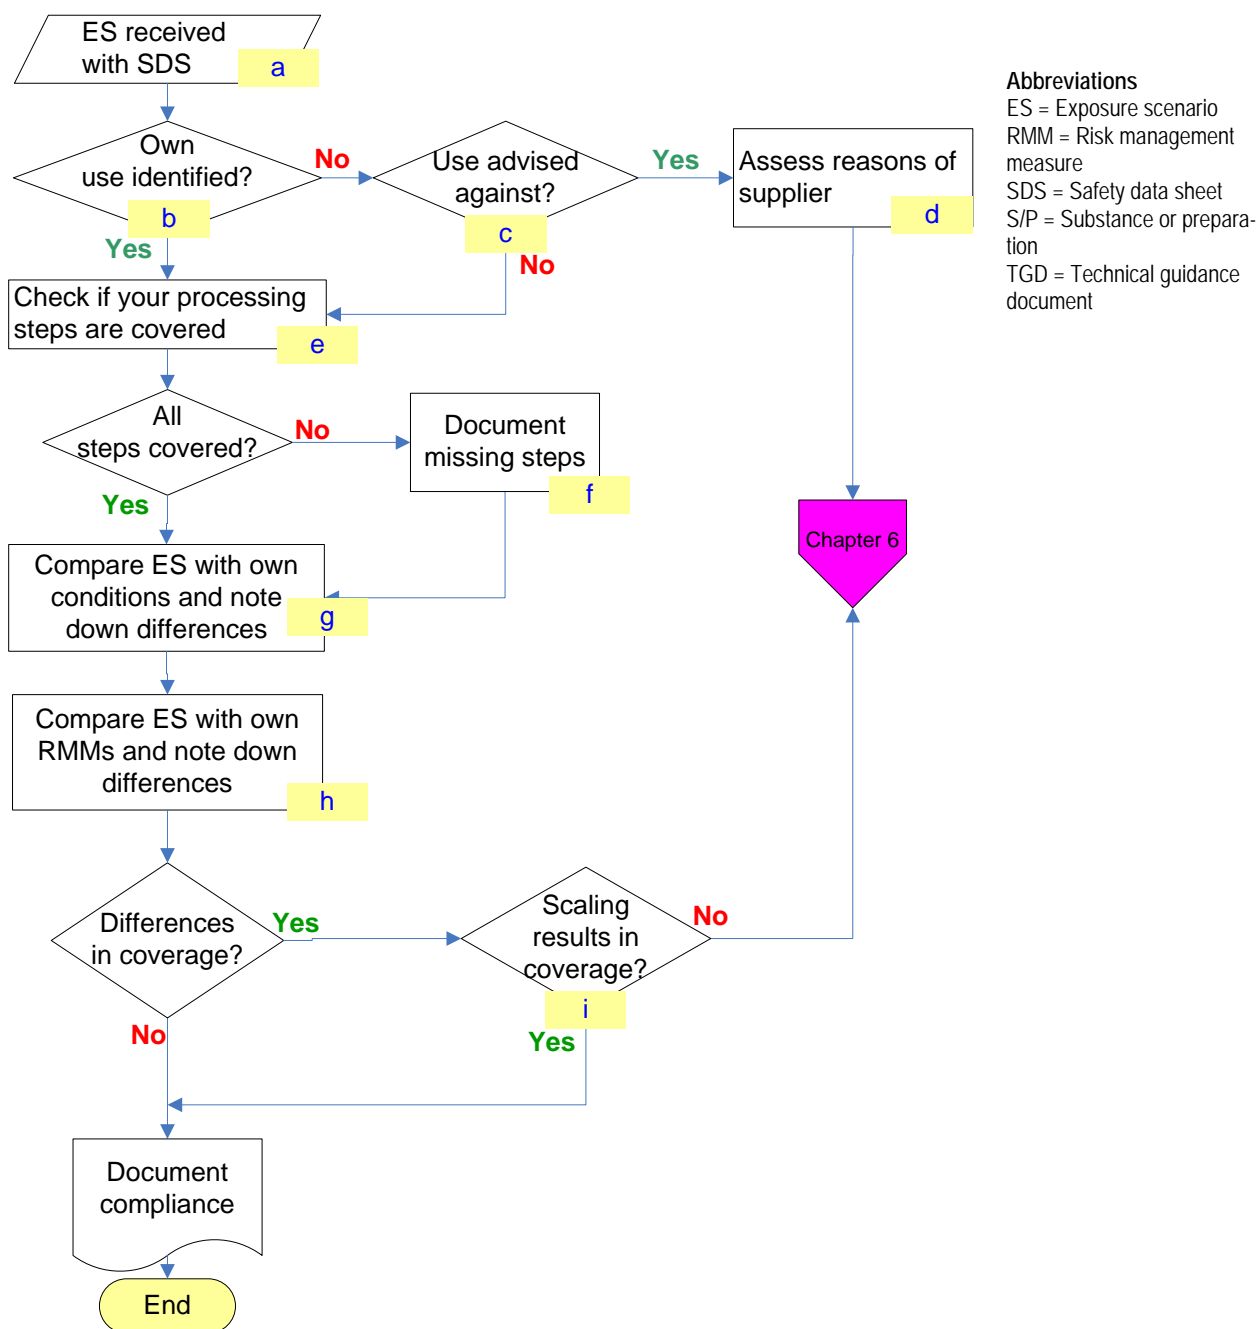 ES received
with SDS
a
Own
use identified?
b
No
Yes
Use advised
against?
c
Yes
No
Assess reasons of
supplier
d
Abbreviations
ES = Exposure scenario
RMM = Risk management
measure
SDS = Safety data sheet
S/P = Substance or prepara-
tion
TGD = Technical guidance
document
Check if your processing
steps are covered
e
All
steps covered?
No
Yes
Document
missing steps
f
Chapter 6
Compare ES with own
conditions and note
down differences
g
Compare ES with own
RMMs and note down
differences
h
Differences
in coverage?
Yes
No
Scaling
results in
coverage?
i
No
Yes
Document
compliance
End